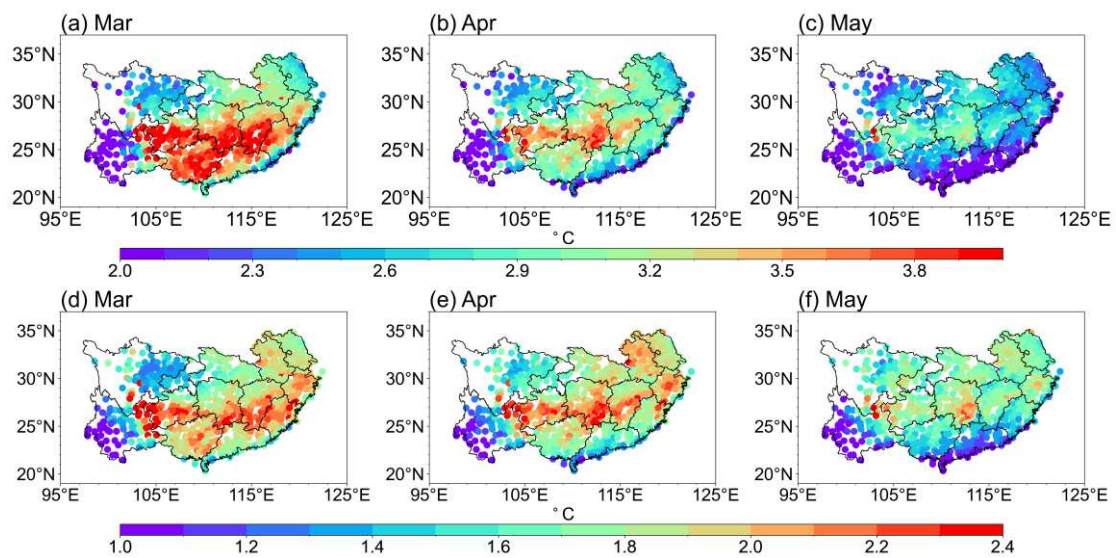 (a) Mar (b) Apr (c) May
35°N 35°N 35°N
30°N 30°N 30°N
25°N 25°N 25°N
20°N 20°N 20°N
95°E 105°E 115°E 125°E 95°E 105°E 115°E 125°E 95°E 105°E 115°E 125°E
°C
2.0 2.3 2.6 2.9 3.2 3.5 3.8
(d) Mar (e) Apr (f) May
35°N 35°N 35°N
30°N 30°N 30°N
25°N 25°N 25°N
20°N 20°N 20°N
95°E 105°E 115°E 125°E 95°E 105°E 115°E 125°E 95°E 105°E 115°E 125°E
°C
1.0 1.2 1.4 1.6 1.8 2.0 2.2 2.4